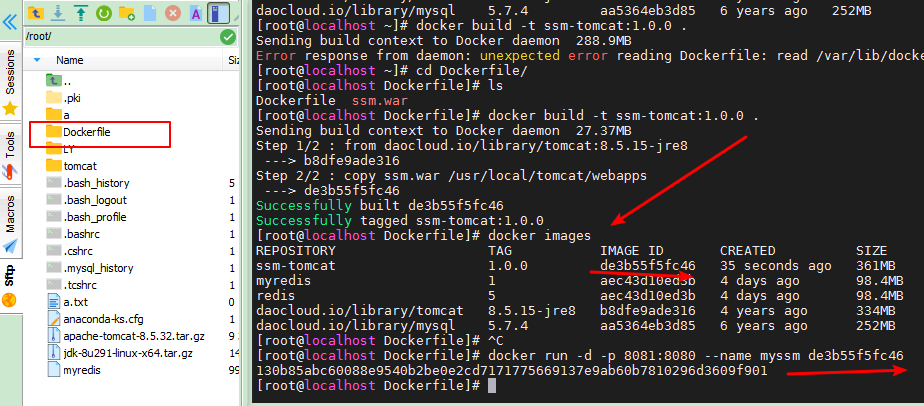 /root/
Name
Siz
..
.pki
a
Dockerfile
LY
tomcat
.bash_history
5
.bash_logout
1
.bash_profile
1
.bashrc
1
.cshrc
1
.mysql_history
1
.tcshrc
1
a.txt
1
anaconda-ks.cfg
2
apache-tomcat-8.5.32.tar.gz
9
jdk-8u291-linux-x64.tar.gz
14
myredis
99
Sessions
Tools
Macros
Sftp
daocloud.io/library/mysql 5.7.4 aa5364eb3d85 6 years ago 252MB
[root@localhost ~]# docker build -t ssm-tomcat:1.0.0 .
Sending build context to Docker daemon 288.9MB
Error response from daemon: unexpected error reading Dockerfile: read /var/lib/docke
[root@localhost ~]# cd Dockerfile/
[root@localhost Dockerfile]# ls
Dockerfile ssm.war
[root@localhost Dockerfile]# docker build -t ssm-tomcat:1.0.0 .
Sending build context to Docker daemon 27.37MB
Step 1/2 : from daocloud.io/library/tomcat:8.5.15-jre8
---> b8dfe9ade316
Step 2/2 : copy ssm.war /usr/local/tomcat/webapps
---> de3b55f5fc46
Successfully built de3b55f5fc46
Successfully tagged ssm-tomcat:1.0.0
[root@localhost Dockerfile]# docker images
REPOSITORY TAG IMAGE ID CREATED SIZE
ssm-tomcat 1.0.0 de3b55f5fc46 35 seconds ago 361MB
myredis 1 aec43d10ed3b 4 days ago 98.4MB
redis 5 aec43d10ed3b 4 days ago 98.4MB
daocloud.io/library/tomcat 8.5.15-jre8 b8dfe9ade316 4 years ago 334MB
daocloud.io/library/mysql 5.7.4 aa5364eb3d85 6 years ago 252MB
[root@localhost Dockerfile]# ^C
[root@localhost Dockerfile]# docker run -d -p 8081:8080 --name myssm de3b55f5fc46
130b85abc60088e9540b2be0e2cd7171775669137e9ab60b7810296d3609f901
[root@localhost Dockerfile]#